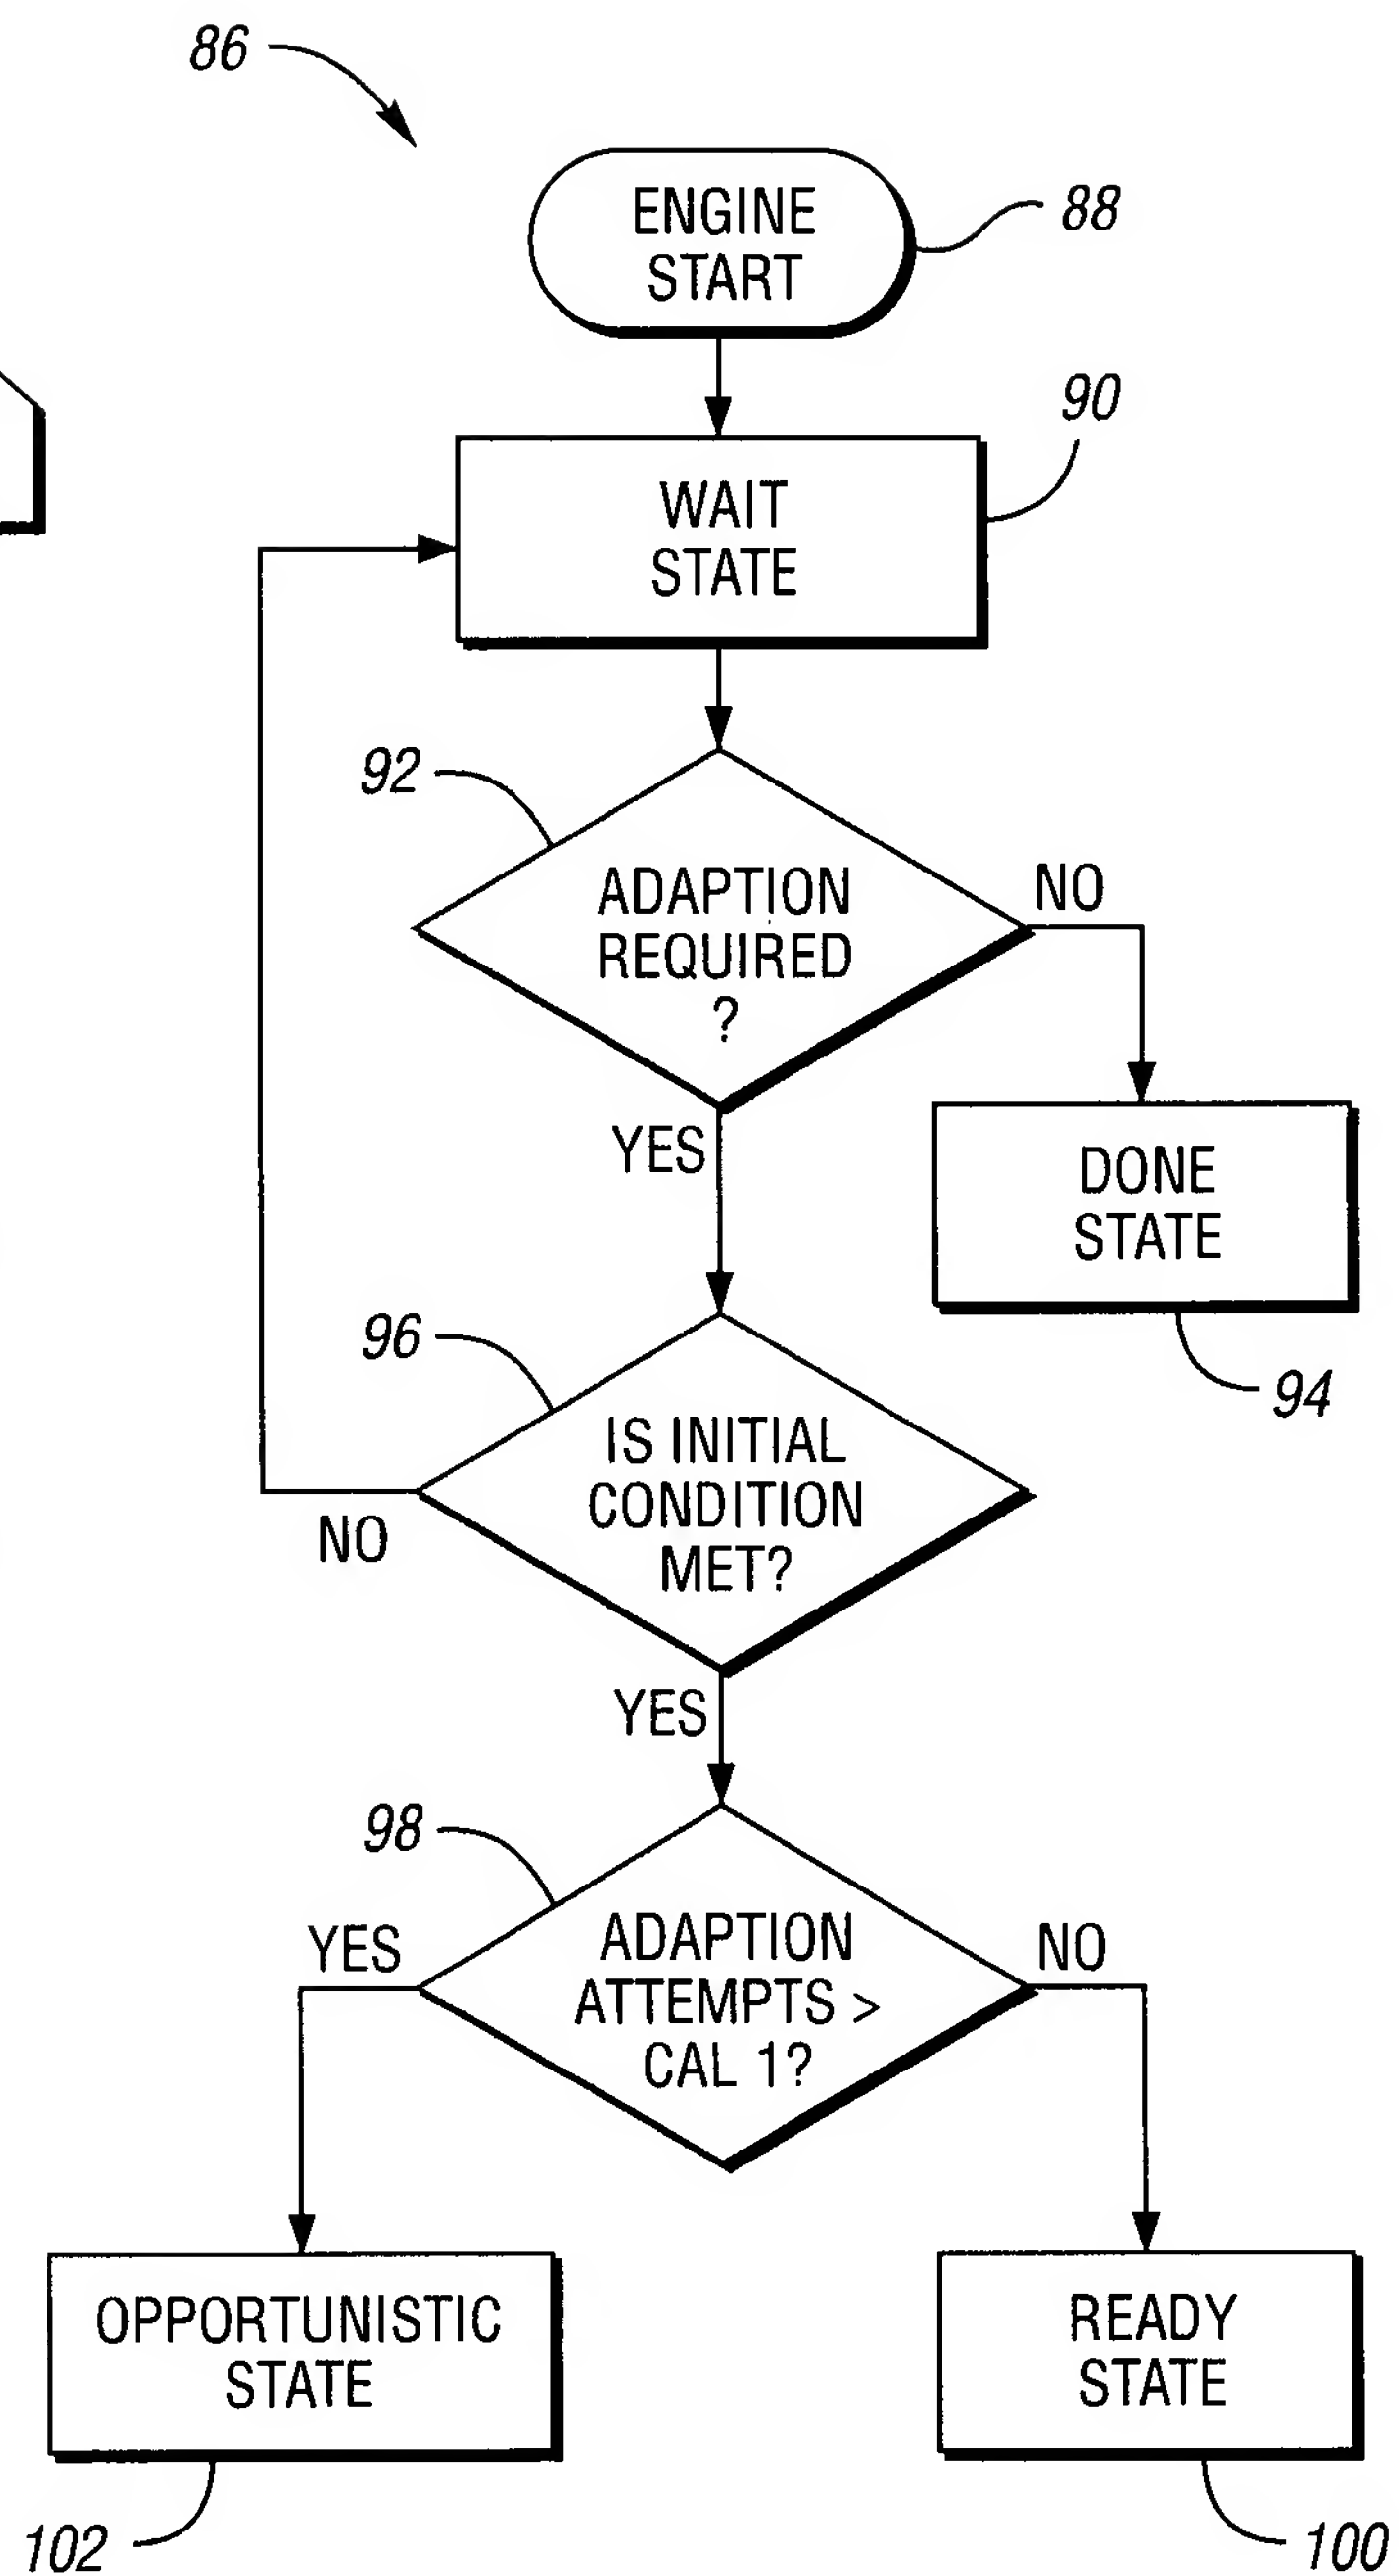 86
ENGINE
START
88
90
WAIT
STATE
92
ADAPTION
REQUIRED
?
NO
YES
DONE
STATE
94
96
IS INITIAL
CONDITION
MET?
NO
YES
98
YES
ADAPTION
ATTEMPTS >
CAL 1?
NO
OPPORTUNISTIC
STATE
READY
STATE
102
100